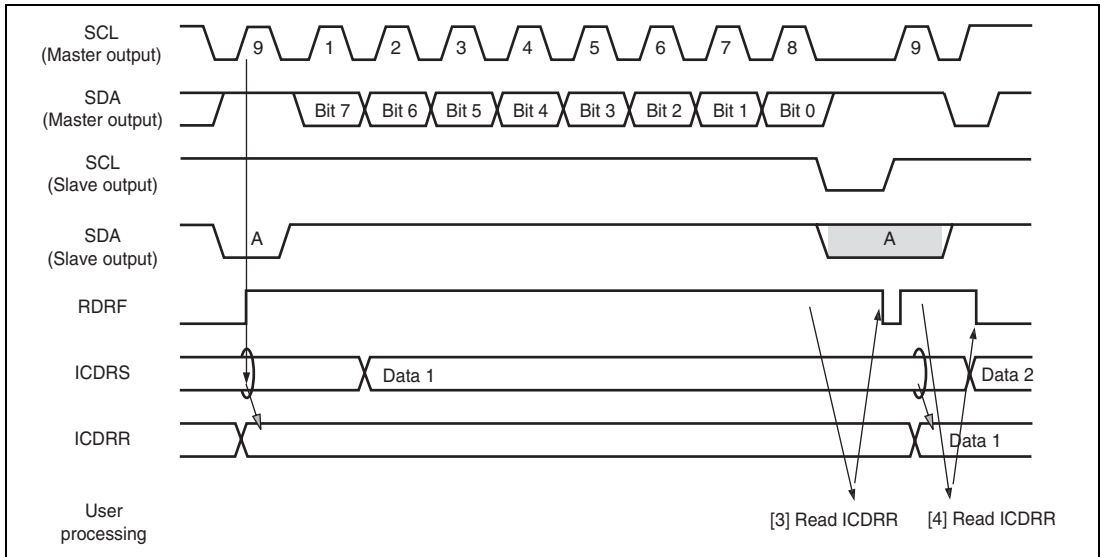 SCL
(Master output)
9 1 2 3 4 5 6 7 8 9
SDA
(Master output)
Bit 7 Bit 6 Bit 5 Bit 4 Bit 3 Bit 2 Bit 1 Bit 0
SCL
(Slave output)
SDA
(Slave output)
A A
RDRF
ICDRS
Data 1 Data 2
ICDRR
Data 1
User
processing
[3] Read ICDRR [4] Read ICDRR